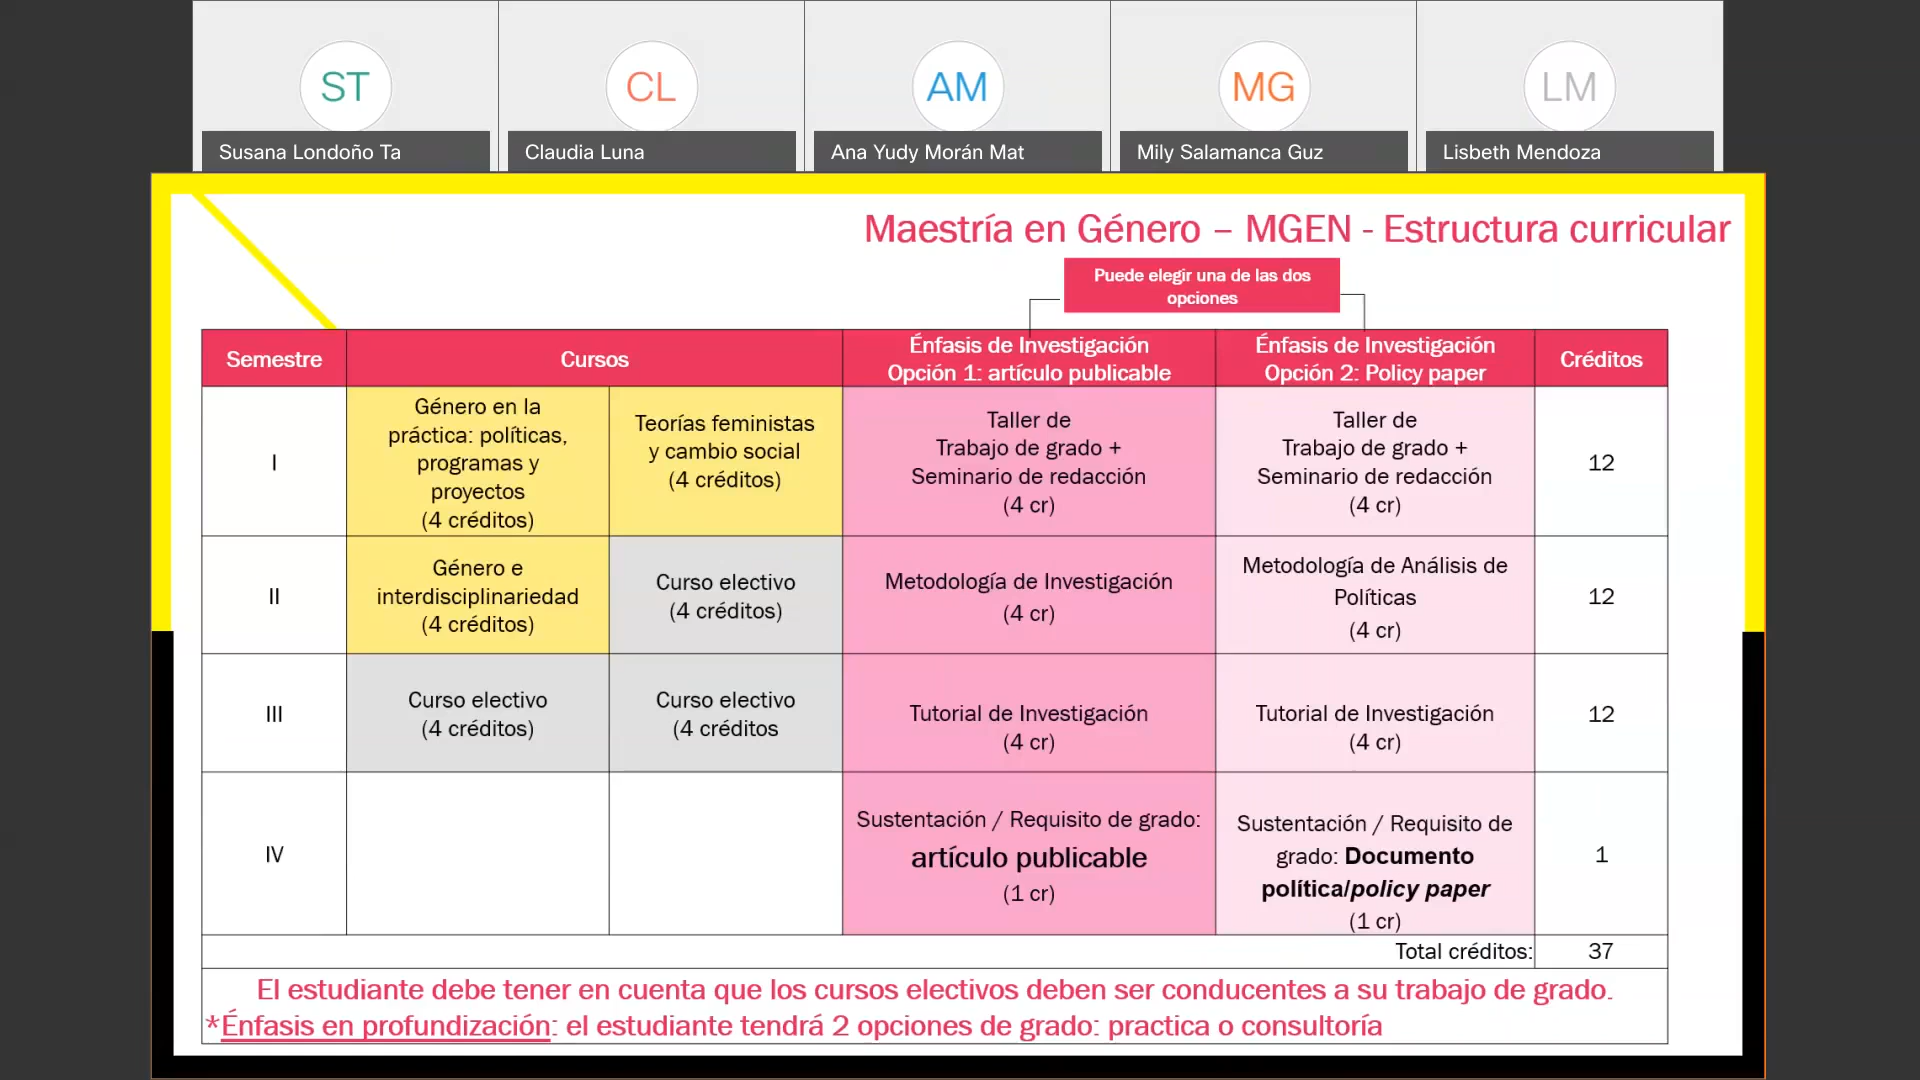 ST
CL
AM
MG
LM
Susana Londoño Ta
Claudia Luna
Ana Yudy Morán Mat
Mily Salamanca Guz
Lisbeth Mendoza
Maestría en Género – MGEN - Estructura curricular
Puede elegir una de las dos
opciones
Semestre
Cursos
Énfasis de Investigación
Opción 1: artículo publicable
Énfasis de Investigación
Opción 2: Policy paper
Créditos
I
Género en la
práctica: políticas,
programas y
proyectos
(4 créditos)
Teorías feministas
y cambio social
(4 créditos)
Taller de
Trabajo de grado +
Seminario de redacción
(4 cr)
Taller de
Trabajo de grado +
Seminario de redacción
(4 cr)
12
II
Género e
interdisciplinariedad
(4 créditos)
Curso electivo
(4 créditos)
Metodología de Investigación
(4 cr)
Metodología de Análisis de
Políticas
(4 cr)
12
III
Curso electivo
(4 créditos)
Curso electivo
(4 créditos
Tutorial de Investigación
(4 cr)
Tutorial de Investigación
(4 cr)
12
IV
Sustentación / Requisito de grado:
artículo publicable
(1 cr)
Sustentación / Requisito de
grado: Documento
política/policy paper
(1 cr)
1
Total créditos:
37
El estudiante debe tener en cuenta que los cursos electivos deben ser conducentes a su trabajo de grado.
*Énfasis en profundización: el estudiante tendrá 2 opciones de grado: practica o consultoría